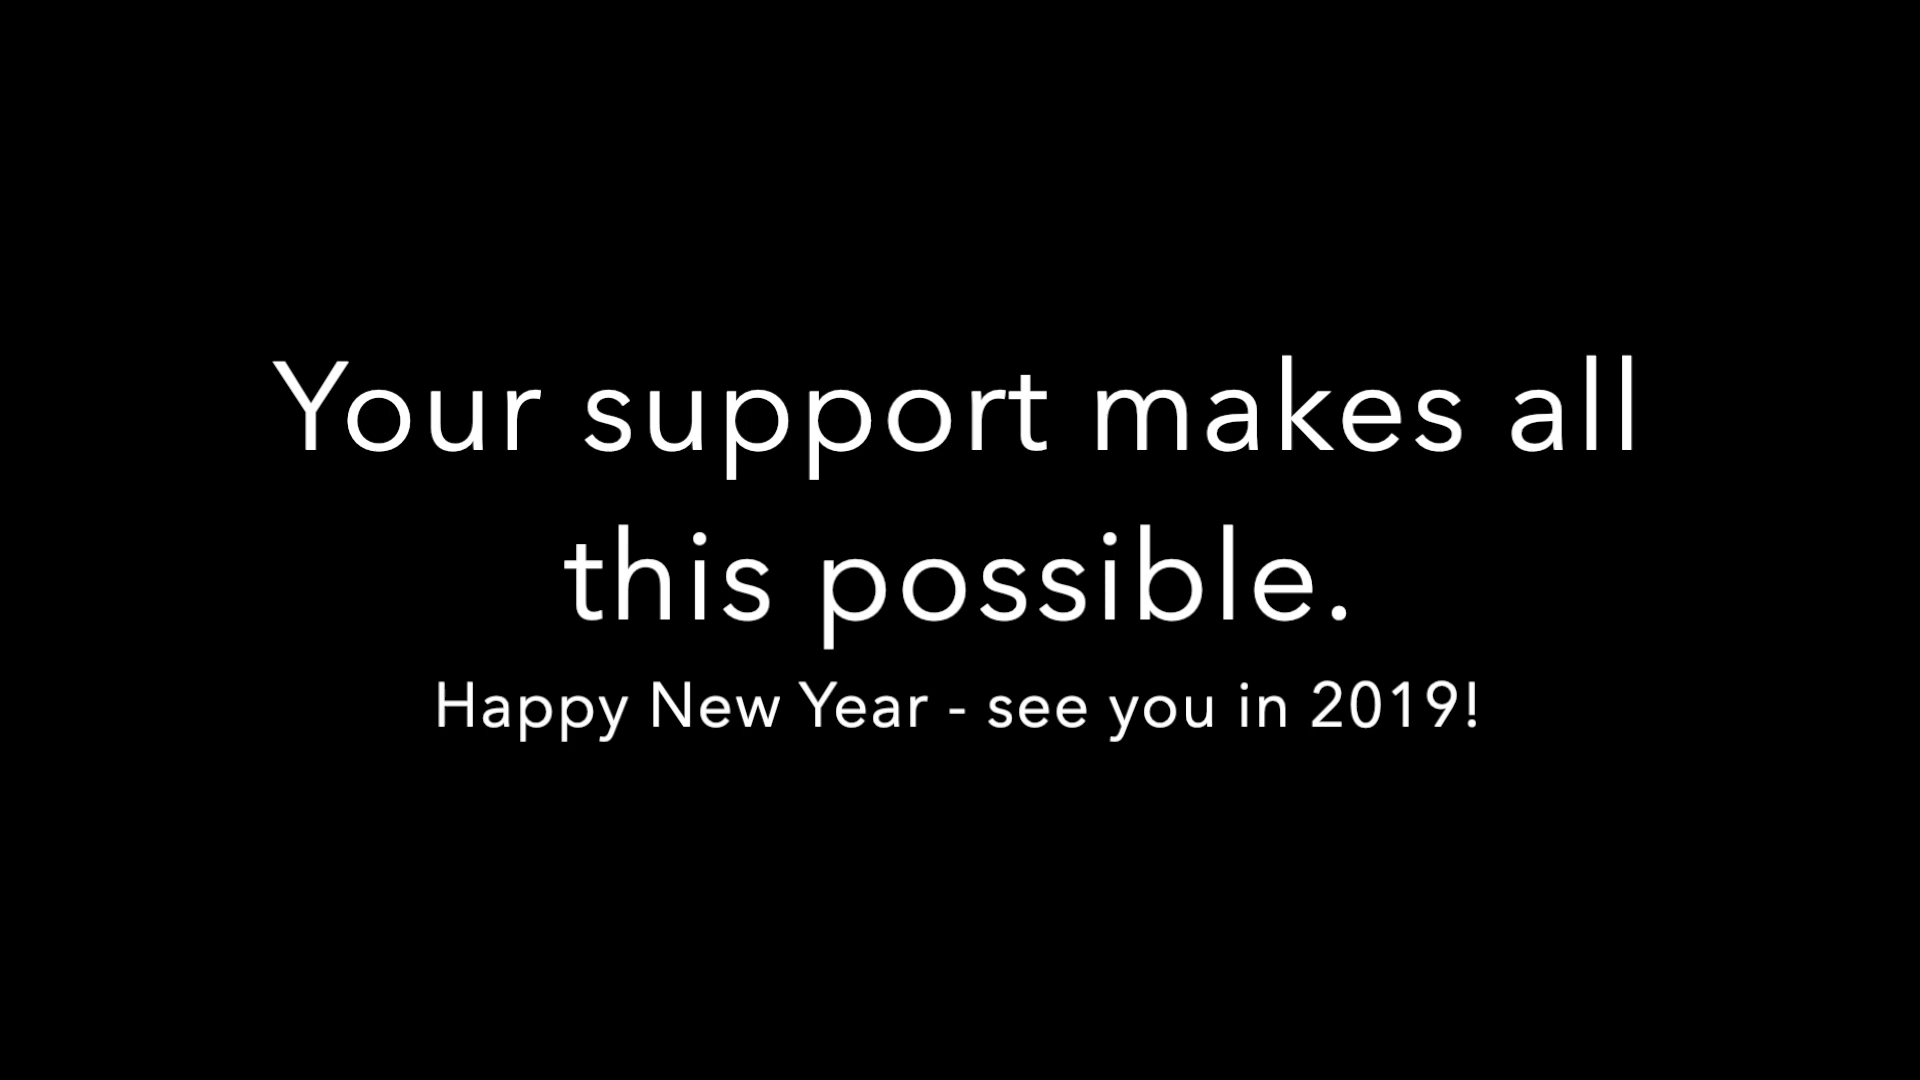 Your support makes all
this possible.
Happy New Year - see you in 2019!